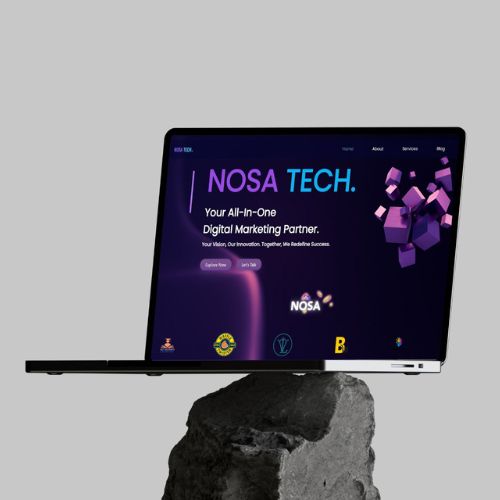 NOSA TECH.
Home About Services Blog
NOSA TECH.
Your All-In-One
Digital Marketing Partner.
Your Vision, Our Innovation. Together, We Redefine Success.
Explore Now Let's Talk
NOSA
B